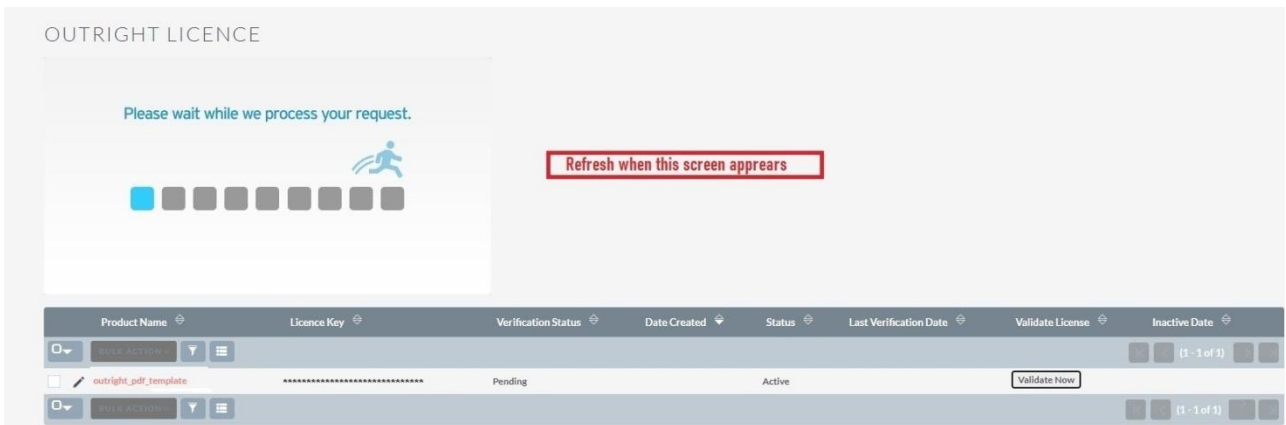 OUTRIGHT LICENCE
Please wait while we process your request.
Refresh when this screen apprears
Product Name Licence Key Verification Status Date Created Status Last Verification Date Validate License Inactive Date
BULK ACTION (1 - 1 of 1)
outright_pdf_template ****************************** Pending Active Validate Now
BULK ACTION (1 - 1 of 1)